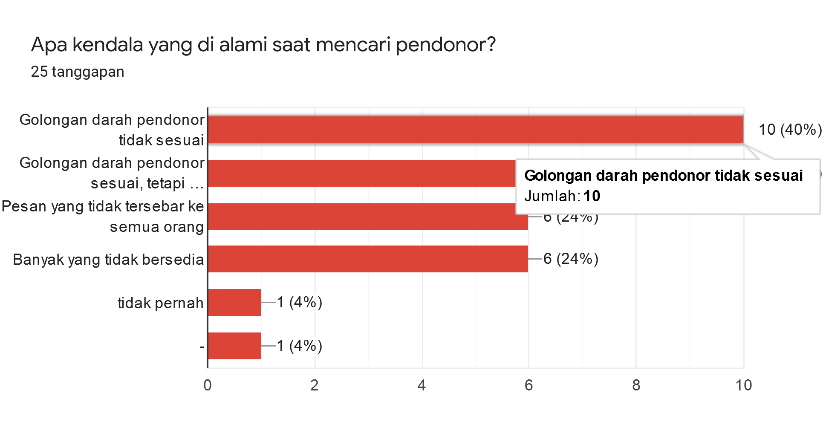 Apa kendala yang di alami saat mencari pendonor?
25 tanggapan
Golongan darah pendonor
tidak sesuai
10 (40%)
Golongan darah pendonor
sesuai, tetapi ...
Golongan darah pendonor tidak sesuai
Jumlah: 10
Pesan yang tidak tersebar ke
semua orang
6 (24%)
Banyak yang tidak bersedia
6 (24%)
tidak pernah
1 (4%)
-
1 (4%)
0 2 4 6 8 10